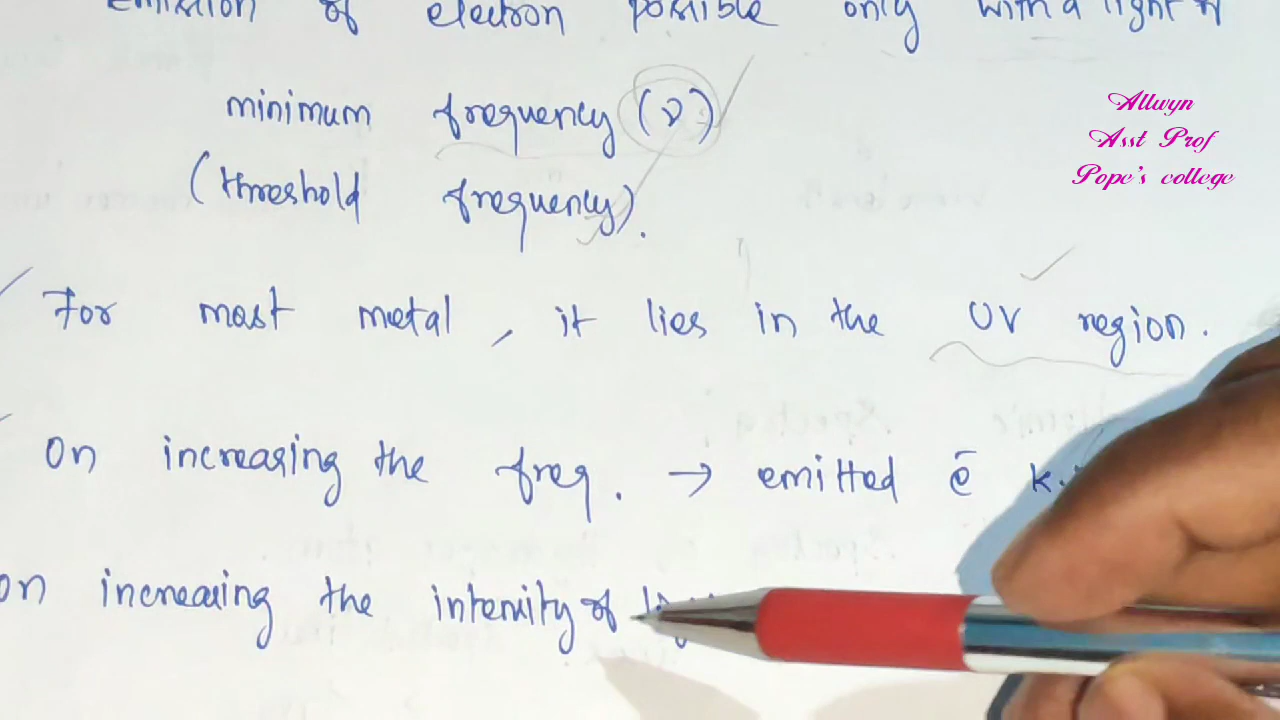 emission of electron possible only with a light of
minimum frequency (ν)
(threshold frequency).
For most metal, it lies in the UV region.
On increasing the freq. → emitted ē k.
on increasing the intensity of
Allwyn
Asst Prof
Pope's college